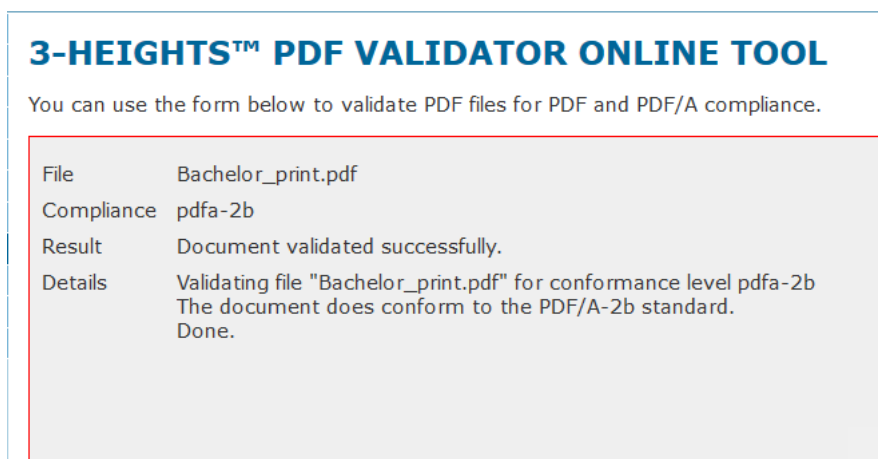 3-HEIGHTS™ PDF VALIDATOR ONLINE TOOL
You can use the form below to validate PDF files for PDF and PDF/A compliance.
File Bachelor_print.pdf
Compliance pdfa-2b
Result Document validated successfully.
Details Validating file "Bachelor_print.pdf" for conformance level pdfa-2b
The document does conform to the PDF/A-2b standard.
Done.